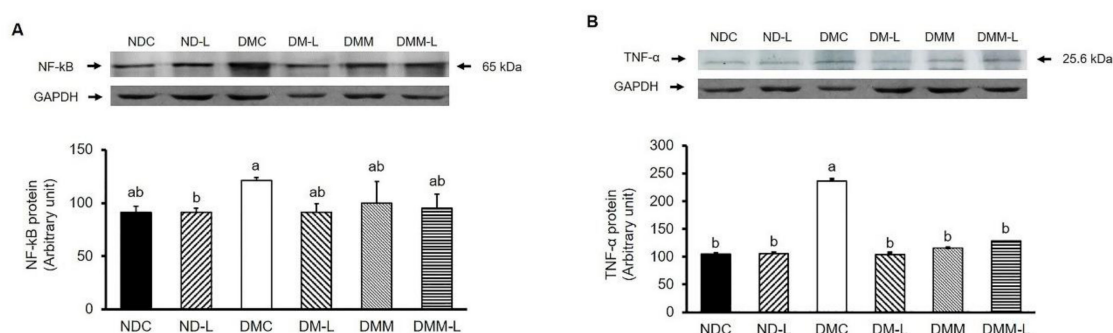 A
NDC ND-L DMC DM-L DMM DMM-L
NF-kB 65 kDa
GAPDH
NF-kB protein
(Arbitrary unit)
150
100
50
0
ab b a ab ab ab
NDC ND-L DMC DM-L DMM DMM-L
B
NDC ND-L DMC DM-L DMM DMM-L
TNF-α 25.6 kDa
GAPDH
TNF-α protein
(Arbitrary unit)
300
250
200
150
100
50
0
b b a b b b
NDC ND-L DMC DM-L DMM DMM-L